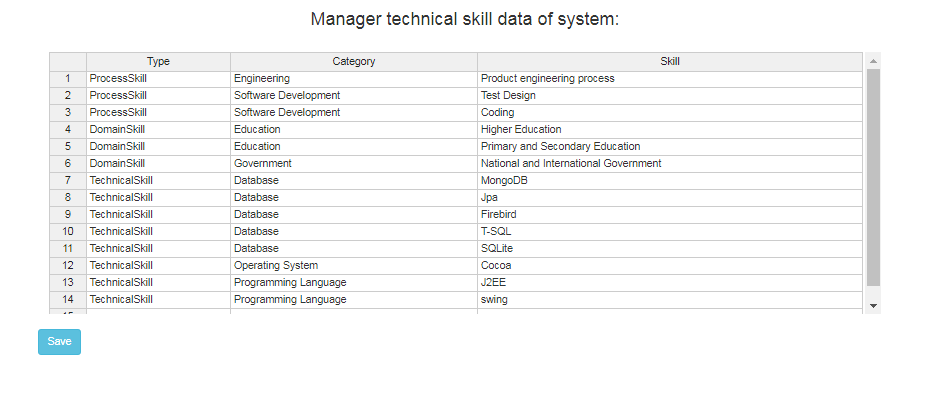 Manager technical skill data of system:
Type Category Skill
1 ProcessSkill Engineering Product engineering process
2 ProcessSkill Software Development Test Design
3 ProcessSkill Software Development Coding
4 DomainSkill Education Higher Education
5 DomainSkill Education Primary and Secondary Education
6 DomainSkill Government National and International Government
7 TechnicalSkill Database MongoDB
8 TechnicalSkill Database Jpa
9 TechnicalSkill Database Firebird
10 TechnicalSkill Database T-SQL
11 TechnicalSkill Database SQLite
12 TechnicalSkill Operating System Cocoa
13 TechnicalSkill Programming Language J2EE
14 TechnicalSkill Programming Language swing
Save